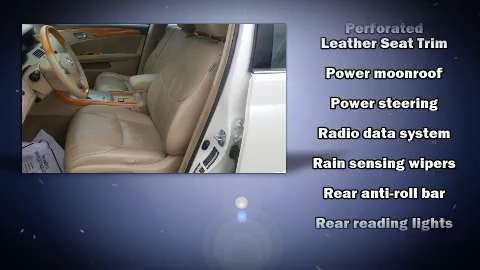 Perforated
Leather Seat Trim
Power moonroof
Power steering
Radio data system
Rain sensing wipers
Rear anti-roll bar
Rear reading lights